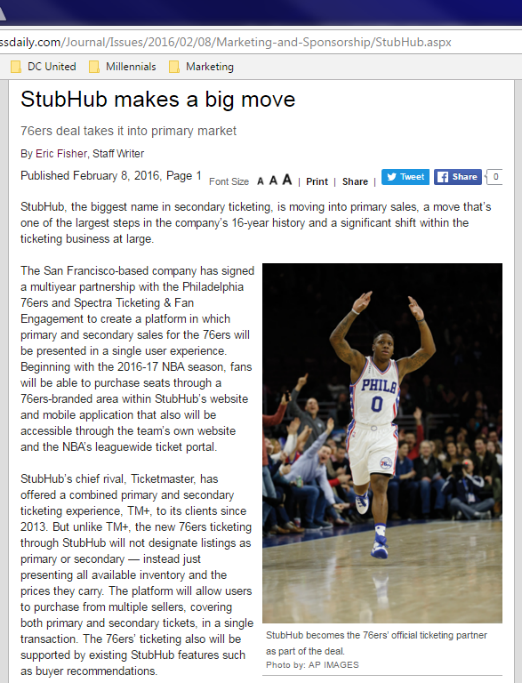 ssdaily.com/Journal/Issues/2016/02/08/Marketing-and-Sponsorship/StubHub.aspx
DC United Millennials Marketing
StubHub makes a big move
76ers deal takes it into primary market
By Eric Fisher, Staff Writer
Published February 8, 2016, Page 1 Font Size A A A | Print | Share | Tweet Share 0
StubHub, the biggest name in secondary ticketing, is moving into primary sales, a move that's
one of the largest steps in the company's 16-year history and a significant shift within the
ticketing business at large.
The San Francisco-based company has signed
a multiyear partnership with the Philadelphia
76ers and Spectra Ticketing & Fan
Engagement to create a platform in which
primary and secondary sales for the 76ers will
be presented in a single user experience.
Beginning with the 2016-17 NBA season, fans
will be able to purchase seats through a
76ers-branded area within StubHub's website
and mobile application that also will be
accessible through the team's own website
and the NBA's leaguewide ticket portal.
StubHub's chief rival, Ticketmaster, has
offered a combined primary and secondary
ticketing experience, TM+, to its clients since
2013. But unlike TM+, the new 76ers ticketing
through StubHub will not designate listings as
primary or secondary — instead just
presenting all available inventory and the
prices they carry. The platform will allow users
to purchase from multiple sellers, covering
both primary and secondary tickets, in a single
transaction. The 76ers' ticketing also will be
supported by existing StubHub features such
as buyer recommendations.
PHILA
0
StubHub becomes the 76ers' official ticketing partner
as part of the deal.
Photo by: AP IMAGES